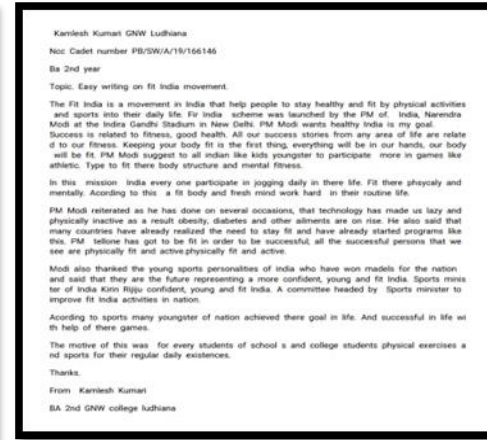 Kamlesh Kumari GNW Ludhiana
Ncc Cadet number PB/SW/A/19/166146
Ba 2nd year
Topic. Easy writing on fit India movement.
The Fit India is a movement in India that help people to stay healthy and fit by physical activities
and sports into their daily life. Fir India scheme was launched by the PM of. India, Narendra
Modi at the Indira Gandhi Stadium in New Delhi. PM Modi wants healthy India is my goal.
Success is related to fitness, good health. All our success stories from any area of life are relate
d to our fitness. Keeping your body fit is the first thing, everything will be in our hands, our body
will be fit. PM Modi suggest to all indian like kids youngster to participate more in games like
athletic. Type to fit there body structure and mental fitness.
In this mission India every one participate in jogging daily in there life. Fit there phsycaly and
mentally. Acording to this a fit body and fresh mind work hard in their routine life.
PM Modi reiterated as he has done on several occasions, that technology has made us lazy and
physically inactive as a result obesity, diabetes and other ailments are on rise. He also said that
many countries have already realized the need to stay fit and have already started programs like
this. PM tellone has got to be fit in order to be successful, all the successful persons that we
see are physically fit and active.physically fit and active.
Modi also thanked the young sports personalities of india who have won madels for the nation
and said that they are the future representing a more confident, young and fit India. Sports minis
ter of India Kirin Rijiju confident, young and fit India. A committee headed by Sports minister to
improve fit India activities in nation.
Acording to sports many youngster of nation achieved there goal in life. And successful in life wi
th help of there games.
The motive of this was for every students of school s and college students physical exercises a
nd sports for their regular daily existences.
Thanks.
From Kamlesh Kumari
BA 2nd GNW college ludhiana